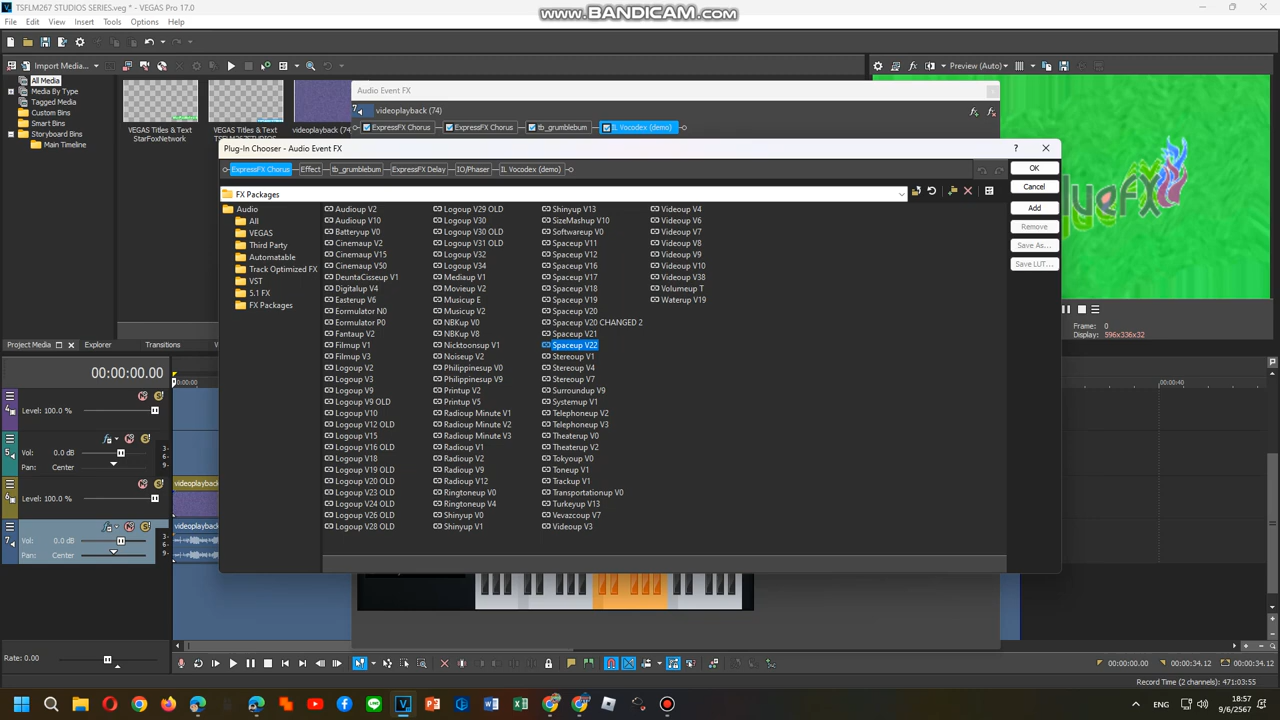 TSFLM267 STUDIOS SERIES.veg * - VEGAS Pro 17.0
www.BANDICAM.com
File Edit View Insert Tools Options Help
Import Media...
Preview (Auto)
All Media
Media By Type
Tagged Media
Custom Bins
Smart Bins
Storyboard Bins
Main Timeline
VEGAS Titles & Text
StarFoxNetwork
VEGAS Titles & Text
videoplayback (74
Audio Event FX
videoplayback (74)
ExpressFX Chorus
ExpressFX Chorus
tb_grumblebum
IL Vocodex (demo)
Plug-In Chooser - Audio Event FX
ExpressFX Chorus
Effect
tb_grumblebum
ExpressFX Delay
IO/Phaser
IL Vocodex (demo)
FX Packages
OK
Cancel
Add
Remove
Save As...
Save LUT...
Audio
All
VEGAS
Third Party
Automatable
Track Optimized FX
VST
5.1 FX
FX Packages
Audioup V2
Audioup V10
Batteryup V0
Cinemaup V2
Cinemaup V15
Cinemaup V50
DeuntaCisseup V1
Digitalup V4
Easterup V6
Eormulator N0
Eormulator P0
Fantaup V2
Filmup V1
Filmup V3
Logoup V2
Logoup V3
Logoup V9
Logoup V9 OLD
Logoup V10
Logoup V12 OLD
Logoup V15
Logoup V16 OLD
Logoup V18
Logoup V19 OLD
Logoup V20 OLD
Logoup V23 OLD
Logoup V24 OLD
Logoup V26 OLD
Logoup V28 OLD
Logoup V29 OLD
Logoup V30
Logoup V30 OLD
Logoup V31 OLD
Logoup V32
Logoup V34
Mediaup V1
Movieup V2
Musicup E
Musicup V2
NBKup V0
NBKup V8
Nicktoonsup V1
Noiseup V2
Philippinesup V0
Philippinesup V9
Printup V2
Printup V5
Radioup Minute V1
Radioup Minute V2
Radioup Minute V3
Radioup V1
Radioup V2
Radioup V9
Radioup V12
Ringtoneup V0
Ringtoneup V4
Shinyup V0
Shinyup V1
Shinyup V13
SizeMashup V10
Softwareup V0
Spaceup V11
Spaceup V12
Spaceup V16
Spaceup V17
Spaceup V18
Spaceup V19
Spaceup V20
Spaceup V20 CHANGED 2
Spaceup V21
Spaceup V22
Stereoup V1
Stereoup V4
Stereoup V7
Surroundup V9
Systemup V1
Telephoneup V2
Telephoneup V3
Theaterup V0
Theaterup V2
Tokyoup V0
Toneup V1
Trackup V1
Transportationup V0
Turkeyup V13
Vevazcoup V7
Videoup V3
Videoup V4
Videoup V6
Videoup V7
Videoup V8
Videoup V9
Videoup V10
Videoup V38
Volumeup T
Waterup V19
Frame: 0
Display: 596x336x32
Project Media
Explorer
Transitions
00:00:00.00
0:00:00
00:00:40
4
Level: 100.0 %
5
Vol: 0.0 dB
Pan: Center
6
Level: 100.0 %
7
Vol: 0.0 dB
Pan: Center
videoplayback
videoplayback
Rate: 0.00
00:00:00.00
00:00:34.12
00:00:34.12
Record Time (2 channels): 471:03:55
ENG
18:57
9/6/2567